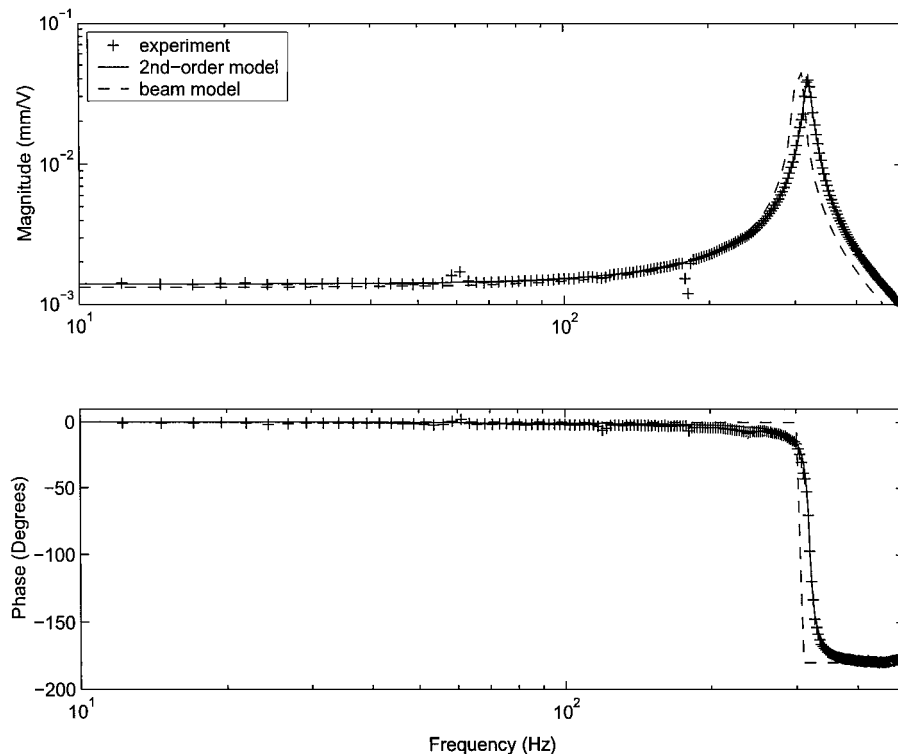 10^-1
+ experiment
2nd-order model
beam model
Magnitude (mm/V)
10^-2
10^-3
10^1
10^2
0
-50
-100
-150
-200
Phase (Degrees)
10^1
10^2
Frequency (Hz)